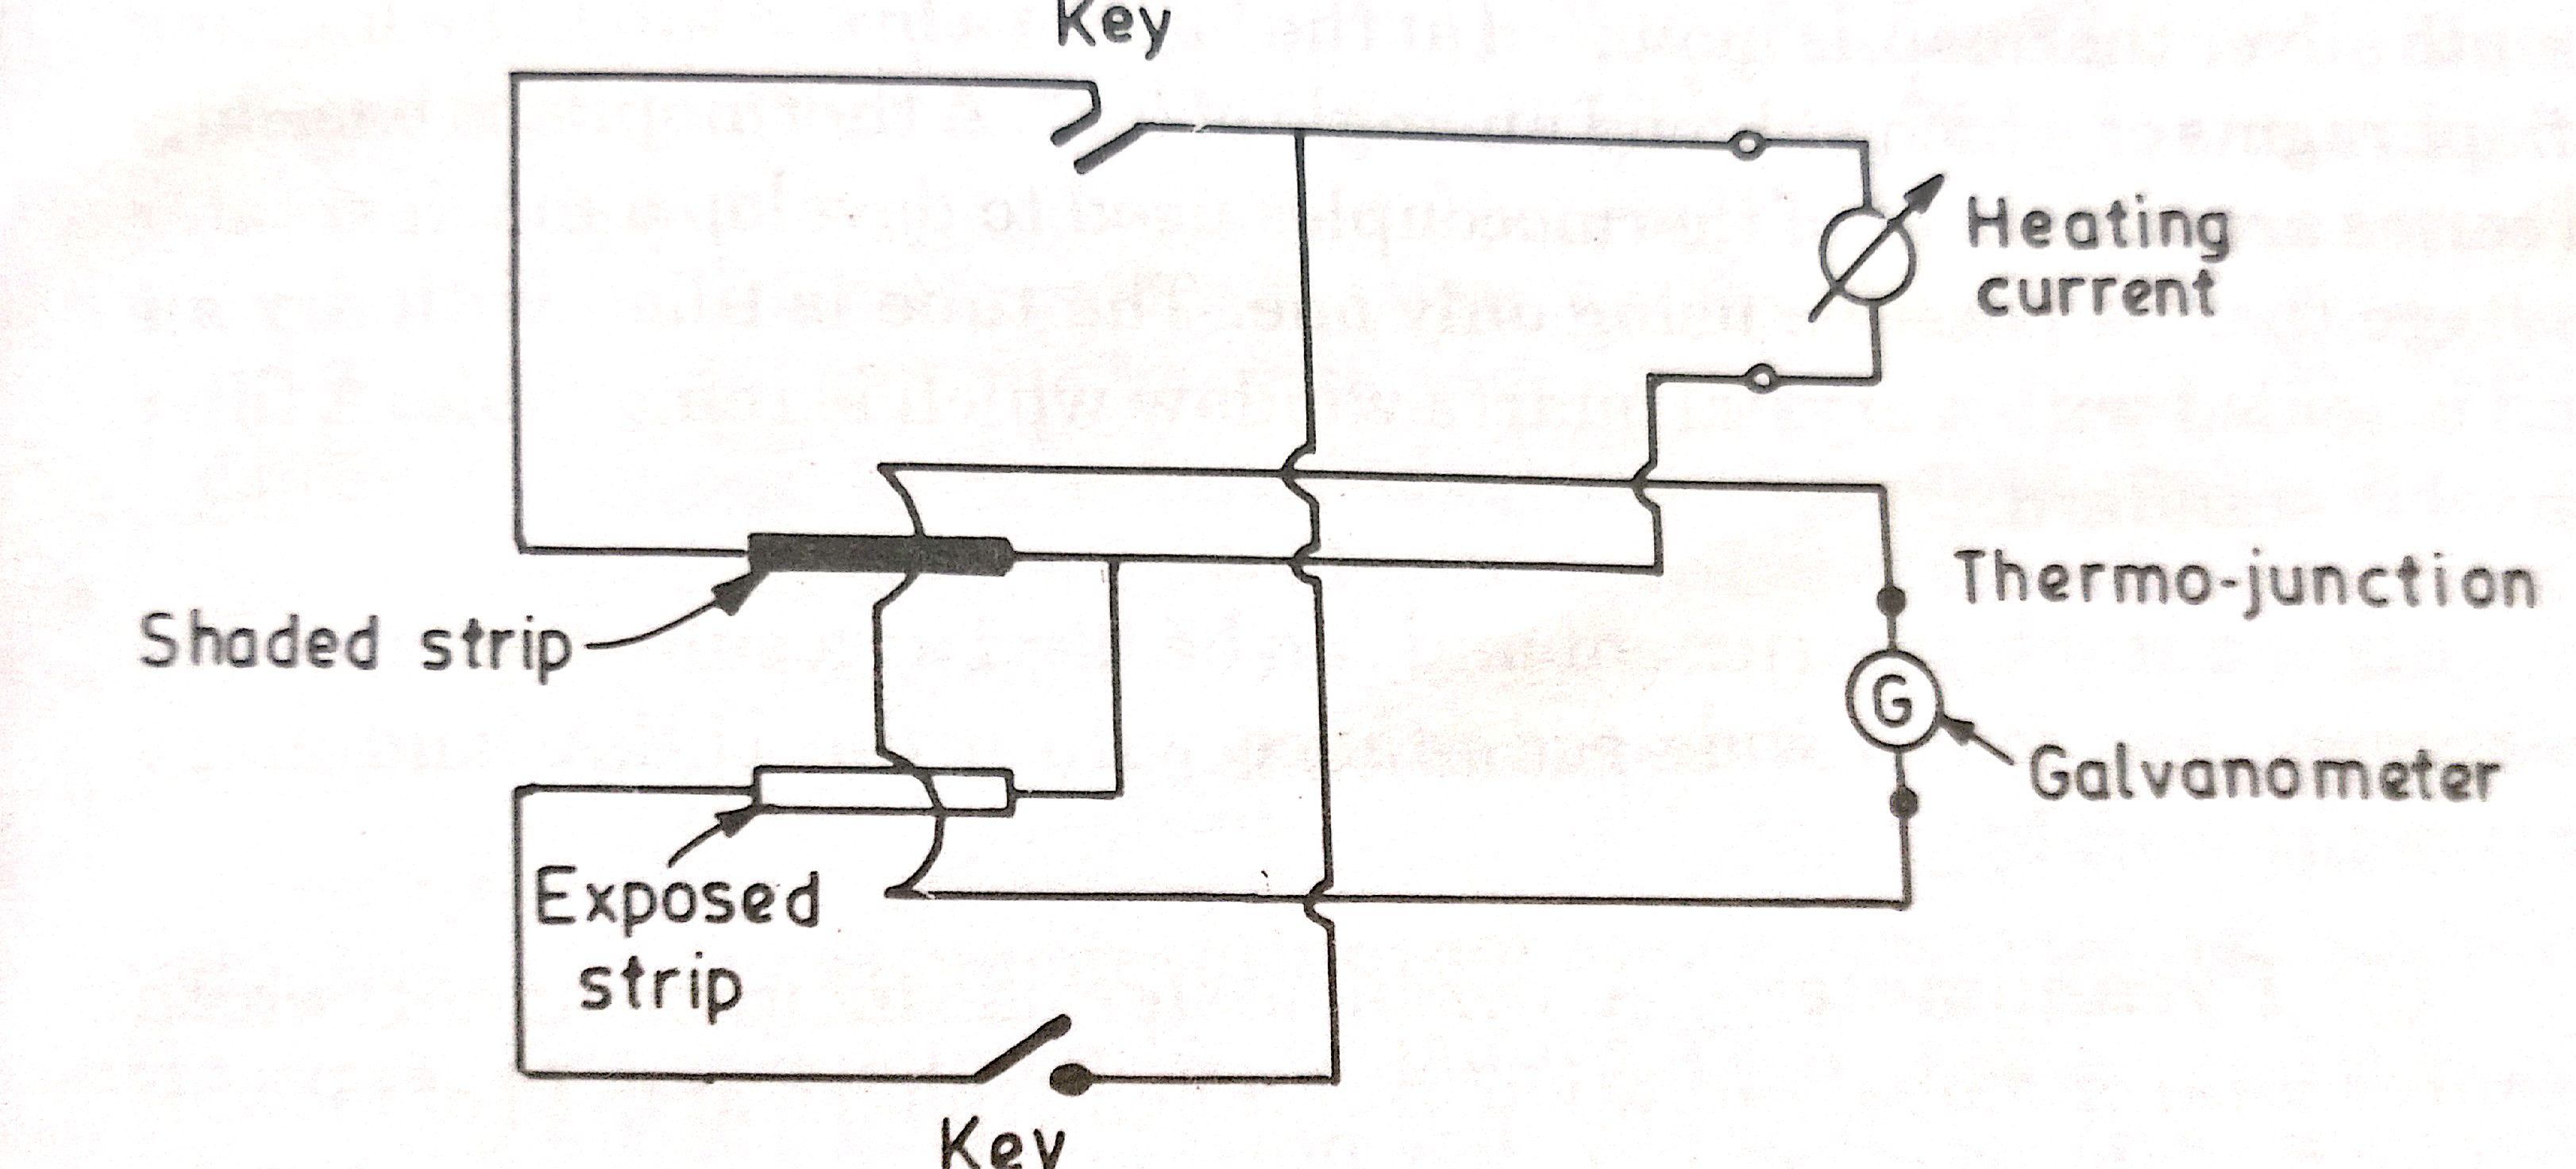 Key
Heating
current
Thermo-junction
Shaded strip
G
Galvanometer
Exposed
strip
Key